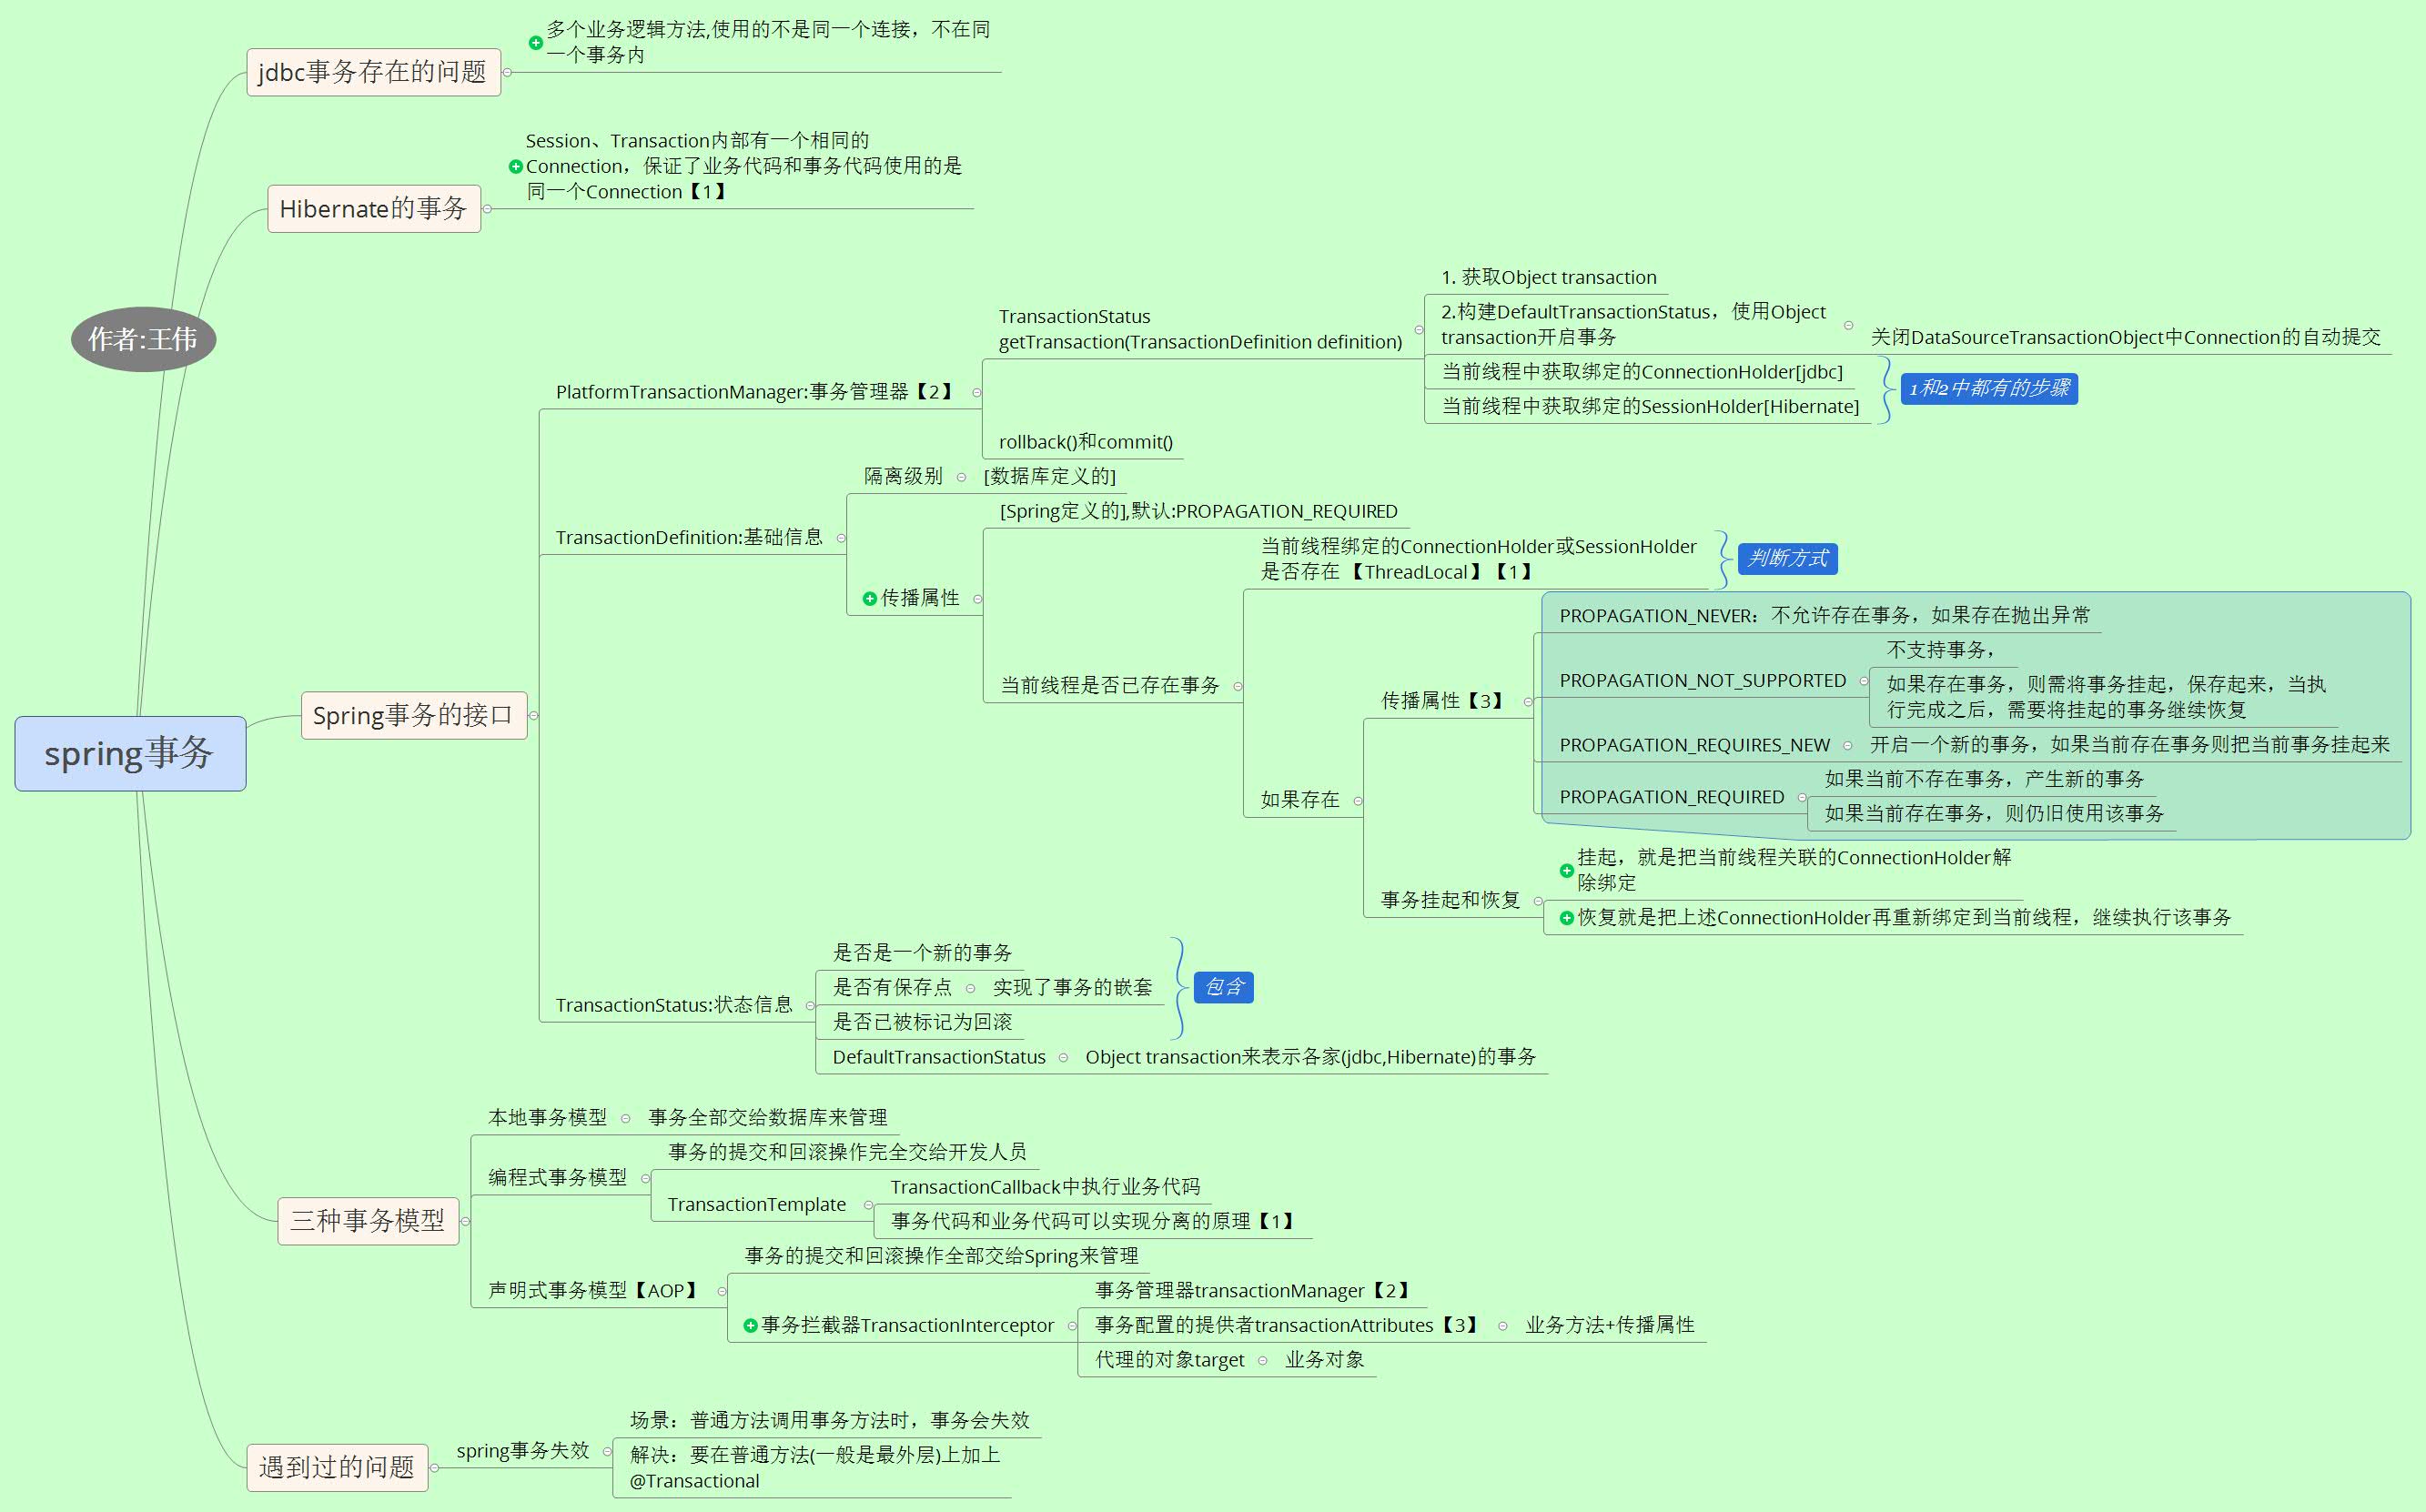 多个业务逻辑方法,使用的不是同一个连接，不在同
一个事务内
jdbc事务存在的问题
Session、Transaction内部有一个相同的
Connection，保证了业务代码和事务代码使用的是
同一个Connection【1】
Hibernate的事务
作者:王伟
spring事务
Spring事务的接口
PlatformTransactionManager:事务管理器【2】
TransactionStatus
getTransaction(TransactionDefinition definition)
1. 获取Object transaction
2.构建DefaultTransactionStatus，使用Object
transaction开启事务
关闭DataSourceTransactionObject中Connection的自动提交
当前线程中获取绑定的ConnectionHolder[jdbc]
当前线程中获取绑定的SessionHolder[Hibernate]
1和2中都有的步骤
rollback()和commit()
TransactionDefinition:基础信息
隔离级别
[数据库定义的]
传播属性
[Spring定义的],默认:PROPAGATION_REQUIRED
当前线程是否已存在事务
当前线程绑定的ConnectionHolder或SessionHolder
是否存在 【ThreadLocal】【1】
判断方式
如果存在
传播属性【3】
PROPAGATION_NEVER：不允许存在事务，如果存在抛出异常
PROPAGATION_NOT_SUPPORTED
不支持事务，
如果存在事务，则需将事务挂起，保存起来，当执
行完成之后，需要将挂起的事务继续恢复
PROPAGATION_REQUIRES_NEW
开启一个新的事务，如果当前存在事务则把当前事务挂起来
PROPAGATION_REQUIRED
如果当前不存在事务，产生新的事务
如果当前存在事务，则仍旧使用该事务
事务挂起和恢复
挂起，就是把当前线程关联的ConnectionHolder解
除绑定
恢复就是把上述ConnectionHolder再重新绑定到当前线程，继续执行该事务
TransactionStatus:状态信息
是否是一个新的事务
是否有保存点
实现了事务的嵌套
是否已被标记为回滚
包含
DefaultTransactionStatus
Object transaction来表示各家(jdbc,Hibernate)的事务
三种事务模型
本地事务模型
事务全部交给数据库来管理
编程式事务模型
事务的提交和回滚操作完全交给开发人员
TransactionTemplate
TransactionCallback中执行业务代码
事务代码和业务代码可以实现分离的原理【1】
声明式事务模型【AOP】
事务的提交和回滚操作全部交给Spring来管理
事务拦截器TransactionInterceptor
事务管理器transactionManager【2】
事务配置的提供者transactionAttributes【3】
业务方法+传播属性
代理的对象target
业务对象
遇到过的问题
spring事务失效
场景：普通方法调用事务方法时，事务会失效
解决：要在普通方法(一般是最外层)上加上
@Transactional